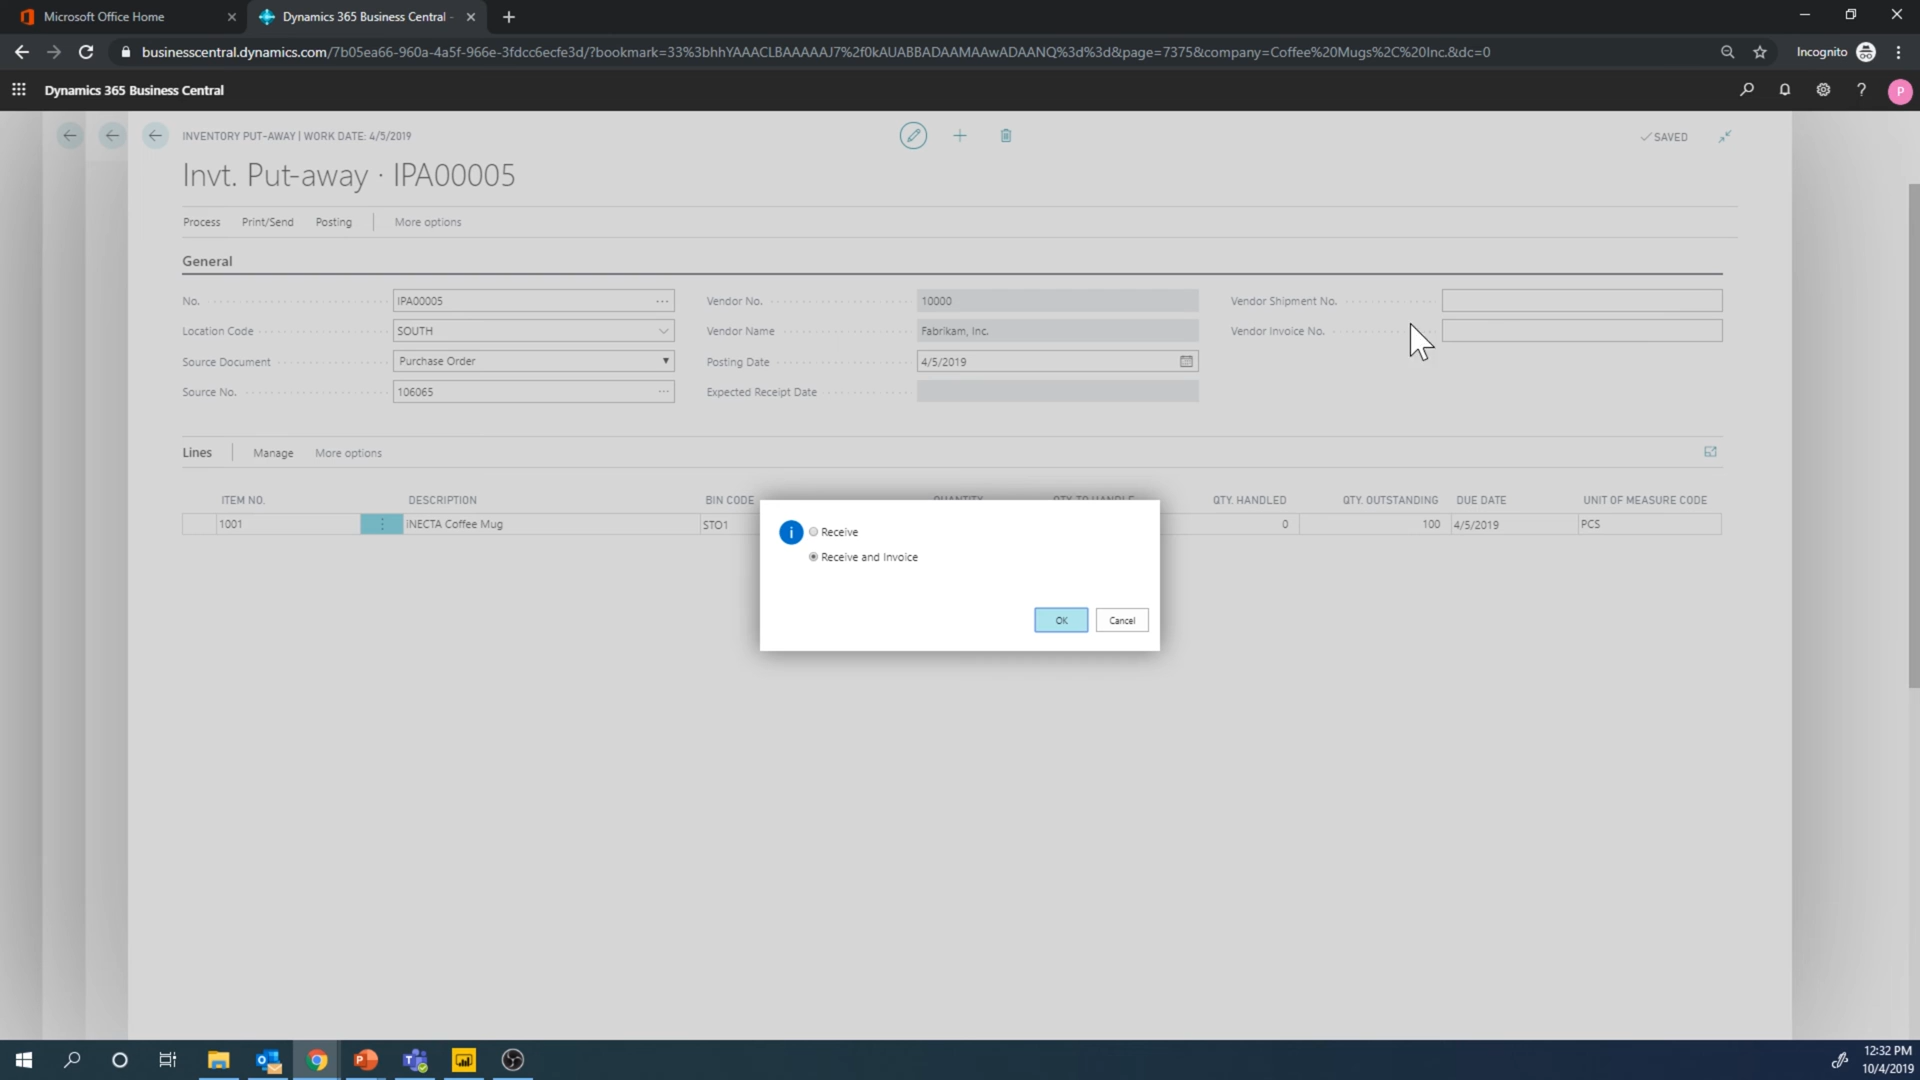 Microsoft Office Home
Dynamics 365 Business Central -
businesscentral.dynamics.com/7b05ea66-960a-4a5f-966e-3fdcc6ecfe3d/?bookmark=33%3bhhYAAACLBAAAAAJ7%2f0kAUABBADAAMAAwADAANQ%3d%3d&page=7375&company=Coffee%20Mugs%2C%20Inc.&dc=0
Incognito
Dynamics 365 Business Central
?
P
INVENTORY PUT-AWAY | WORK DATE: 4/5/2019
SAVED
Invt. Put-away · IPA00005
Process Print/Send Posting More options
General
No. IPA00005 Vendor No. 10000 Vendor Shipment No.
Location Code SOUTH Vendor Name Fabrikam, Inc. Vendor Invoice No.
Source Document Purchase Order Posting Date 4/5/2019
Source No. 106065 Expected Receipt Date
Lines Manage More options
ITEM NO. DESCRIPTION BIN CODE QUANTITY QTY. TO HANDLE QTY. HANDLED QTY. OUTSTANDING DUE DATE UNIT OF MEASURE CODE
1001 iNECTA Coffee Mug STO1 0 100 4/5/2019 PCS
i Receive
Receive and Invoice
OK Cancel
12:32 PM
10/4/2019